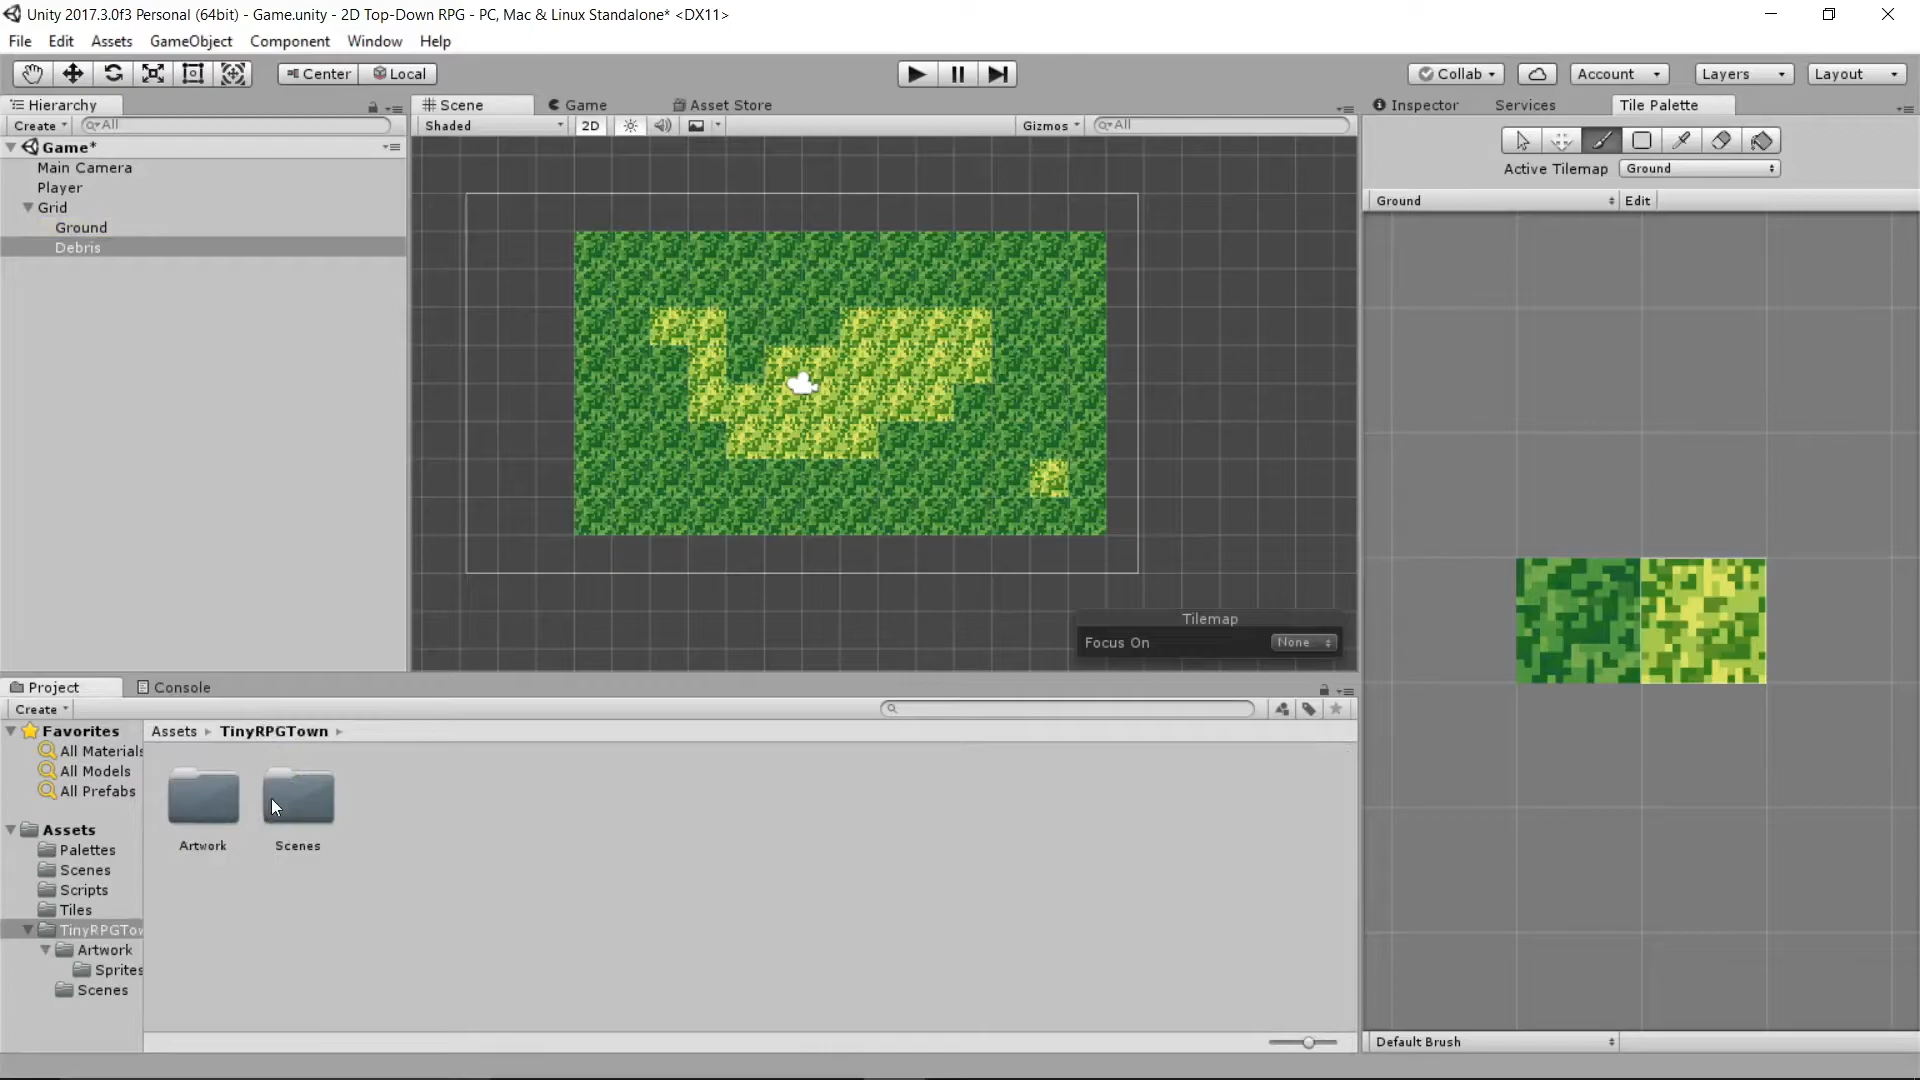 Unity 2017.3.0f3 Personal (64bit) - Game.unity - 2D Top-Down RPG - PC, Mac & Linux Standalone* <DX11>
File Edit Assets GameObject Component Window Help
Center Local Collab Account Layers Layout
Hierarchy Scene Game Asset Store Inspector Services Tile Palette
Create All Shaded 2D Gizmos All
Game*
Main Camera
Player
Grid
Ground
Debris
Active Tilemap Ground
Ground Edit
Tilemap
Focus On None
Project Console
Create
Favorites
All Materials
All Models
All Prefabs
Assets
Palettes
Scenes
Scripts
Tiles
TinyRPGTow
Artwork
Sprites
Scenes
Assets TinyRPGTown
Artwork Scenes
Default Brush